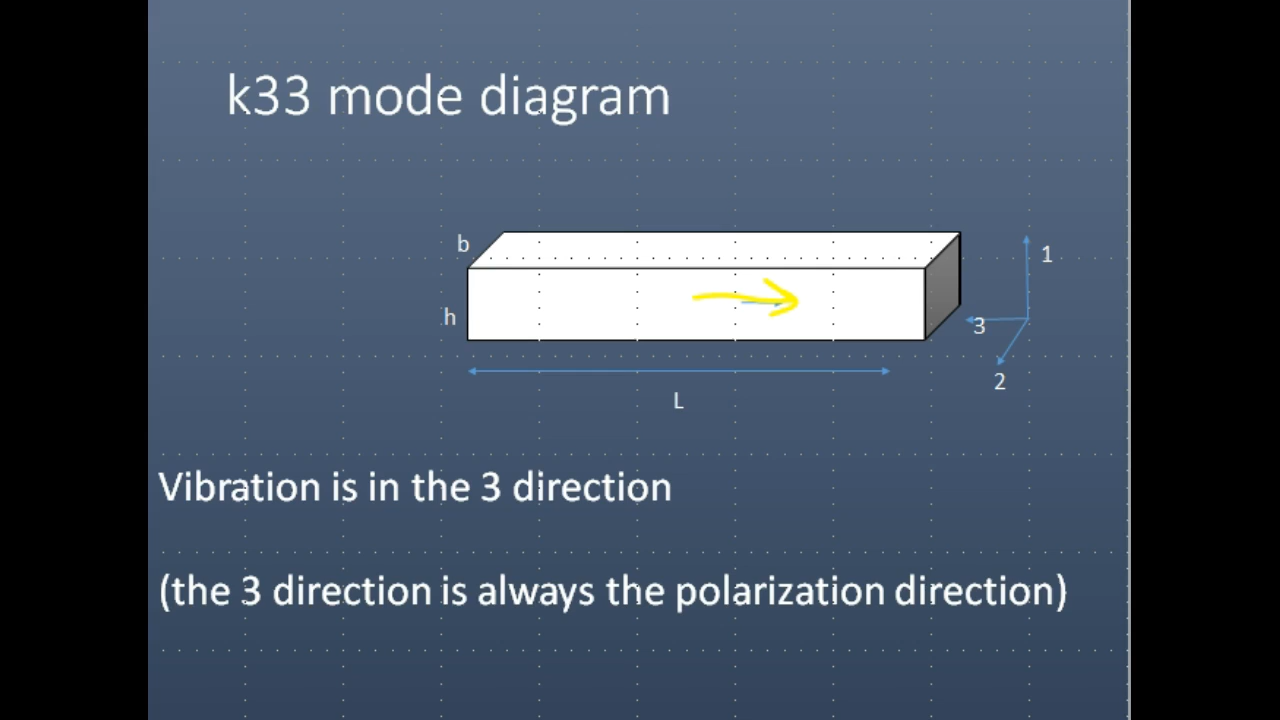 k33 mode diagram
b
1
h
3
2
L
Vibration is in the 3 direction
(the 3 direction is always the polarization direction)